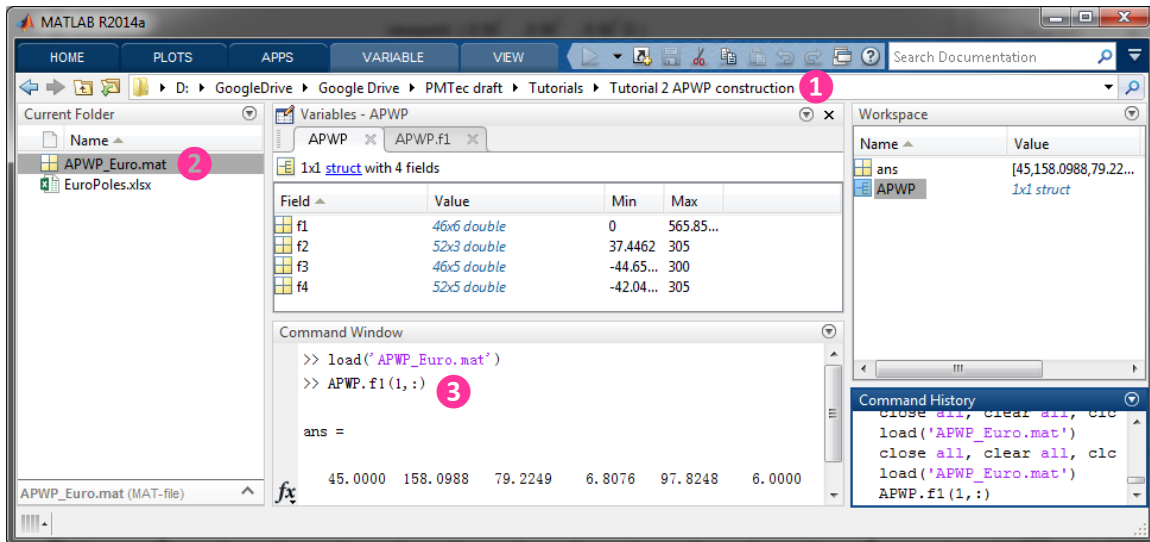 MATLAB R2014a
HOME PLOTS APPS VARIABLE VIEW Search Documentation
D: GoogleDrive Google Drive PMTec draft Tutorials Tutorial 2 APWP construction 1
Current Folder
Name
APWP_Euro.mat 2
EuroPoles.xlsx
APWP_Euro.mat (MAT-file)
Variables - APWP
APWP APWP.f1
1x1 struct with 4 fields
Field Value Min Max
f1 46x6 double 0 565.85...
f2 52x3 double 37.4462 305
f3 46x5 double -44.65... 300
f4 52x5 double -42.04... 305
Command Window
>> load('APWP_Euro.mat')
>> APWP.f1(1,:) 3
ans =
45.0000 158.0988 79.2249 6.8076 97.8248 6.0000
fx
Workspace
Name Value
ans [45,158.0988,79.22...
APWP 1x1 struct
Command History
close all, clear all, clc
load('APWP_Euro.mat')
close all, clear all, clc
load('APWP_Euro.mat')
APWP.f1(1,:)